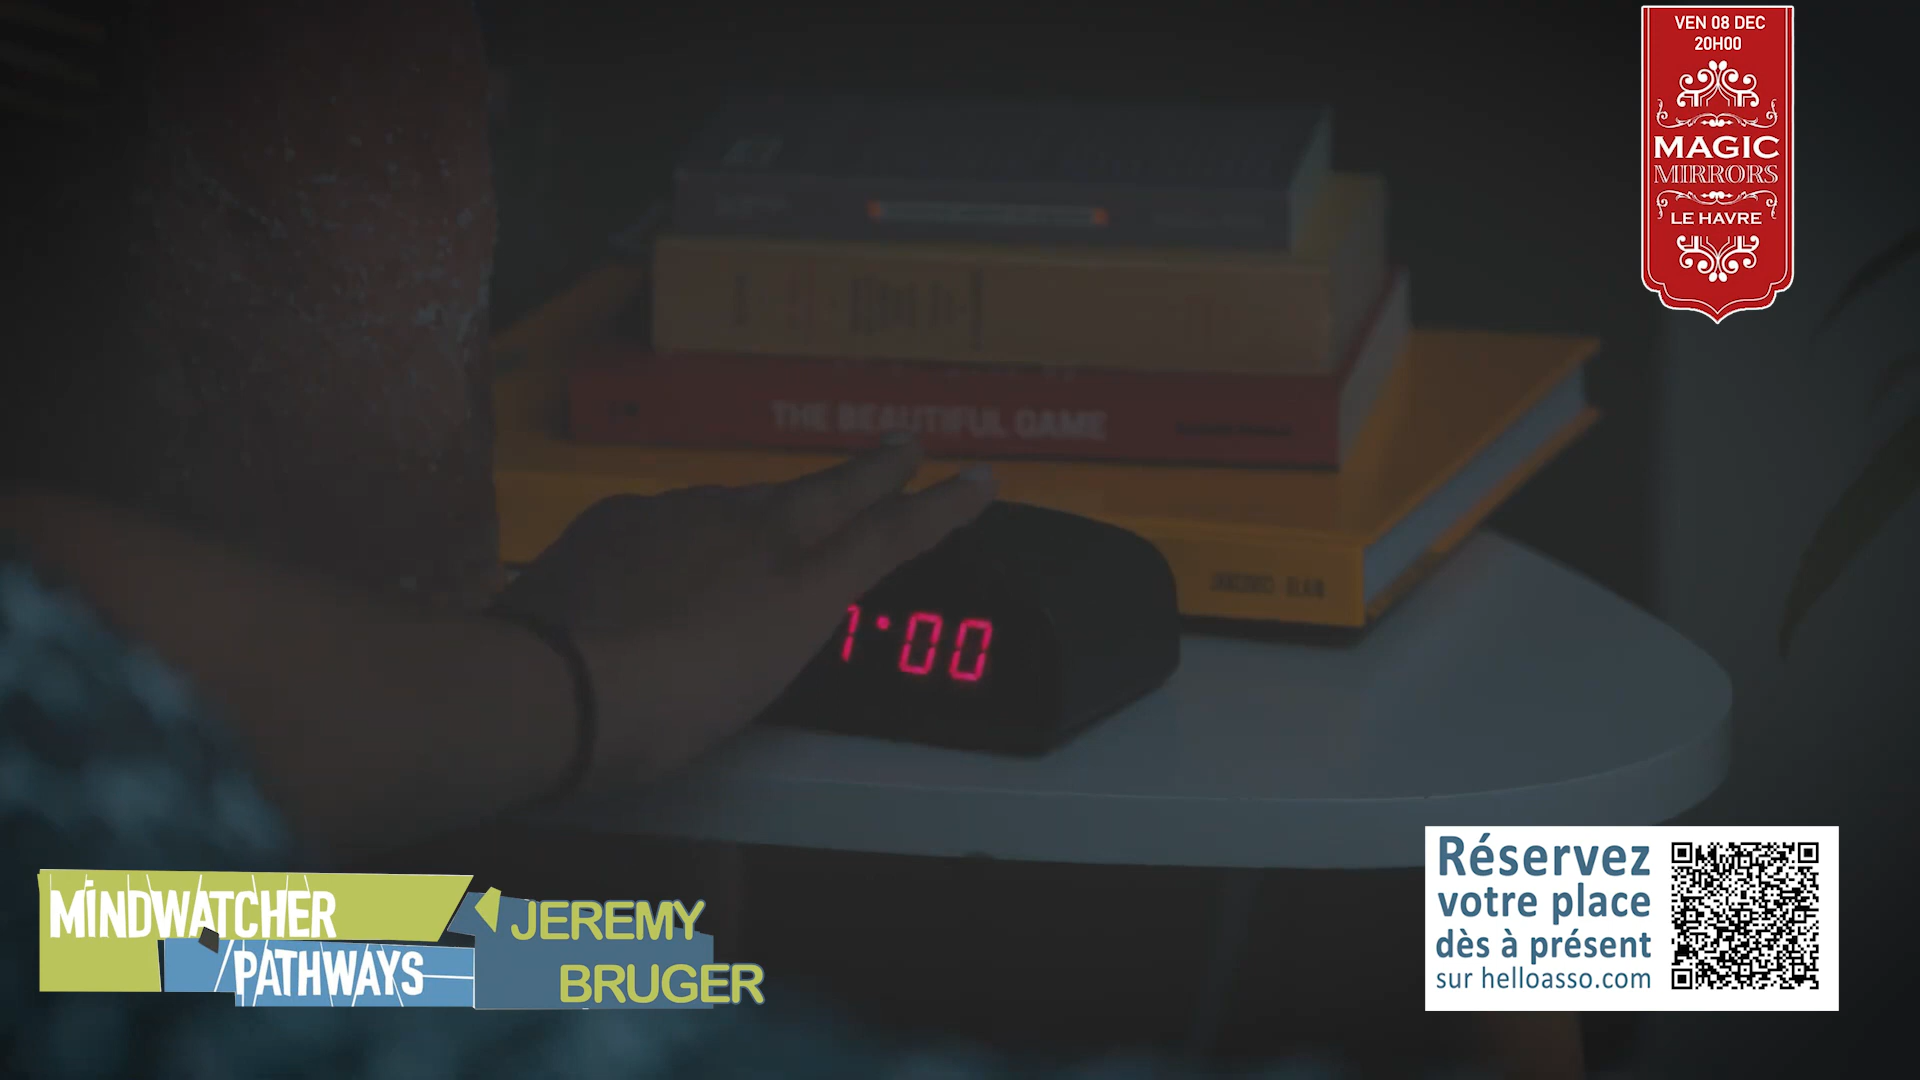 VEN 08 DEC
20H00
MAGIC
MIRRORS
LE HAVRE
THE BEAUTIFUL GAME
1:00
MINDWATCHER
PATHWAYS
JEREMY
BRUGER
Réservez
votre place
dès à présent
sur helloasso.com